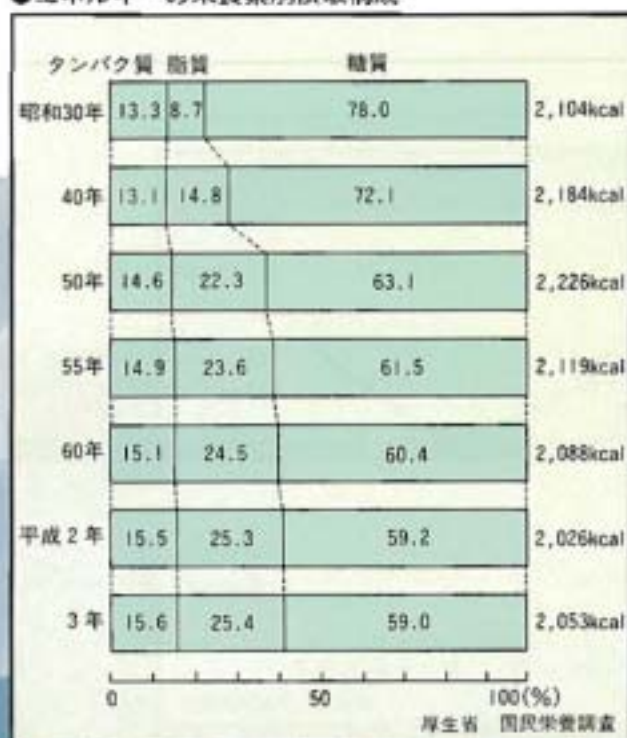 タンパク質 脂質 糖質
昭和30年 13.3 8.7 78.0 2,104kcal
40年 13.1 14.8 72.1 2,184kcal
50年 14.6 22.3 63.1 2,226kcal
55年 14.9 23.6 61.5 2,119kcal
60年 15.1 24.5 60.4 2,088kcal
平成2年 15.5 25.3 59.2 2,026kcal
3年 15.6 25.4 59.0 2,053kcal
0 50 100(%)
厚生省 国民栄養調査